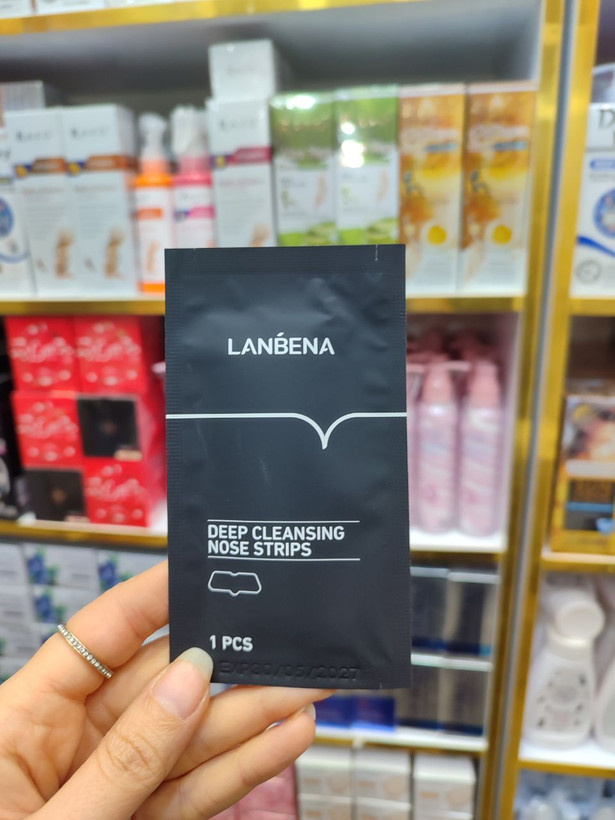 LANBENA
DEEP CLEANSING
NOSE STRIPS
1 PCS